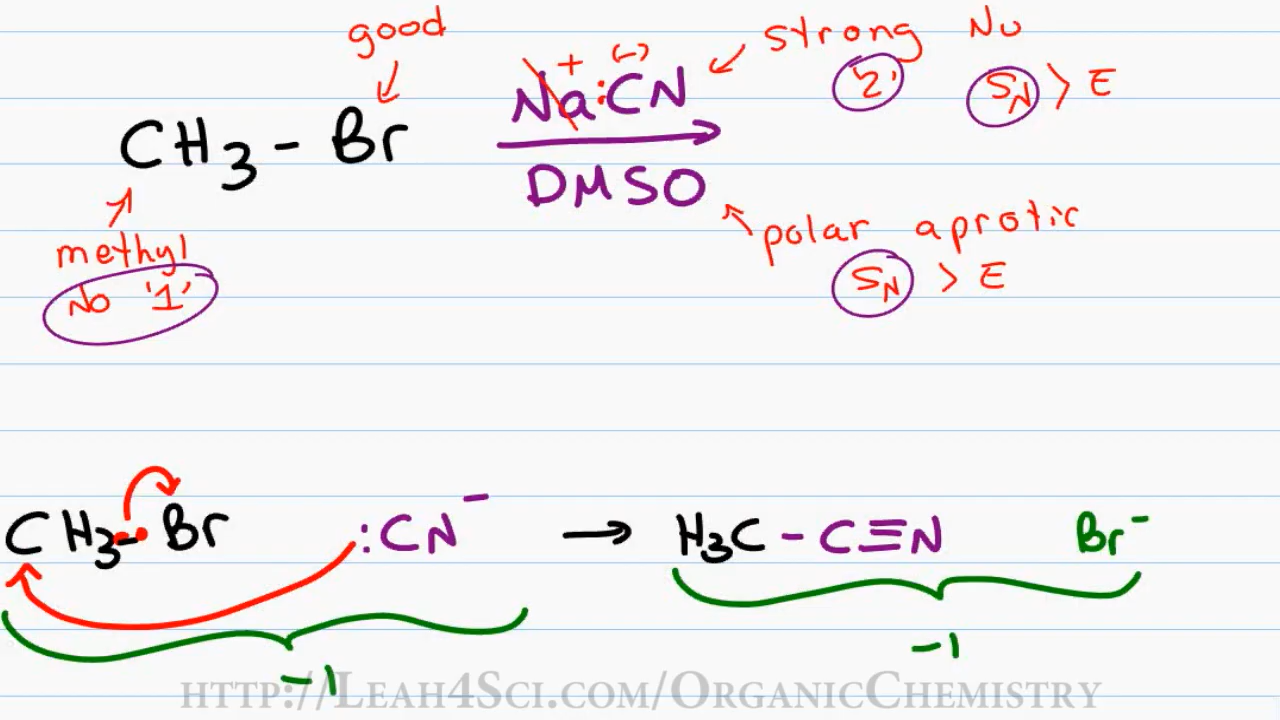 good
strong Nu
Na+ :CN (-)
'2' SN > E
CH3 - Br
DMSO
methyl
polar aprotic
No '1'
SN > E
CH3 - Br :CN- → H3C - C≡N Br-
-1
-1
HTTP://LEAH4SCI.COM/ORGANICCHEMISTRY